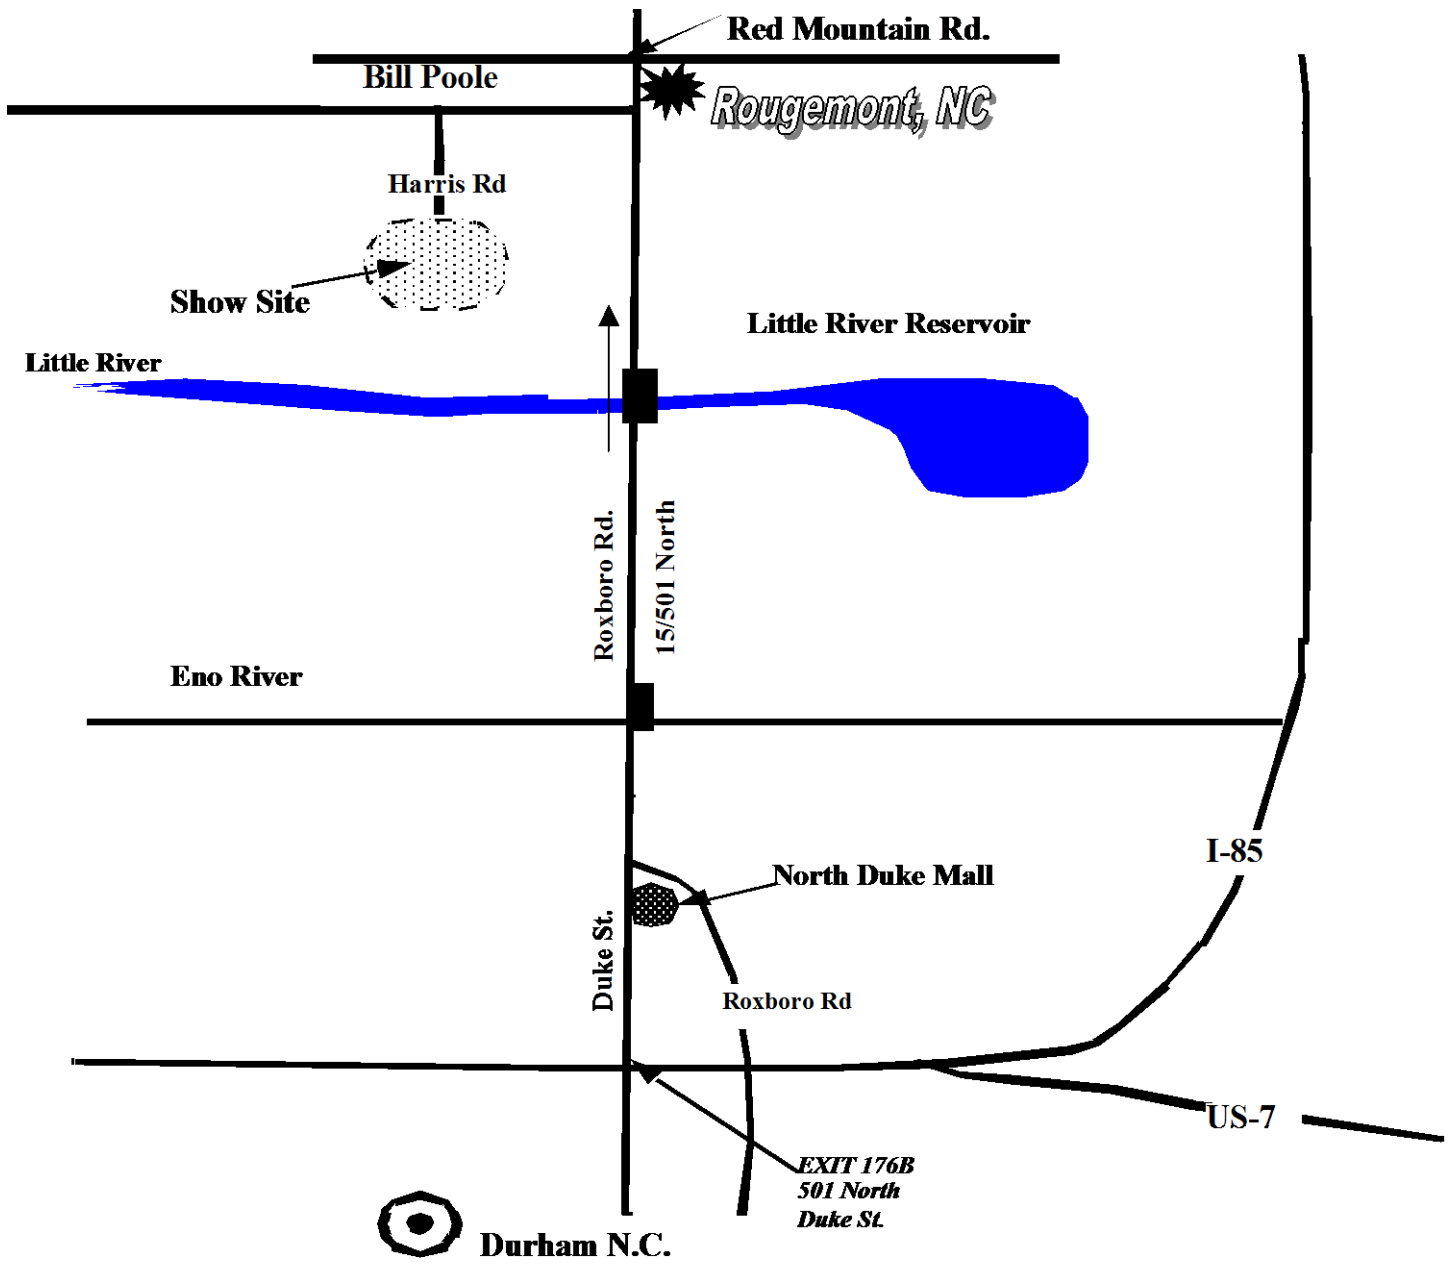 Red Mountain Rd.
Bill Poole
Rougemont, NC
Harris Rd
Show Site
Little River Reservoir
Little River
Roxboro Rd.
15/501 North
Eno River
I-85
North Duke Mall
Duke St.
Roxboro Rd
US-7
EXIT 176B
501 North
Duke St.
Durham N.C.